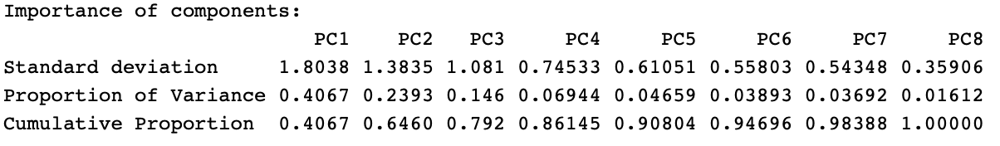 Importance of components:
PC1 PC2 PC3 PC4 PC5 PC6 PC7 PC8
Standard deviation 1.8038 1.3835 1.081 0.74533 0.61051 0.55803 0.54348 0.35906
Proportion of Variance 0.4067 0.2393 0.146 0.06944 0.04659 0.03893 0.03692 0.01612
Cumulative Proportion 0.4067 0.6460 0.792 0.86145 0.90804 0.94696 0.98388 1.00000